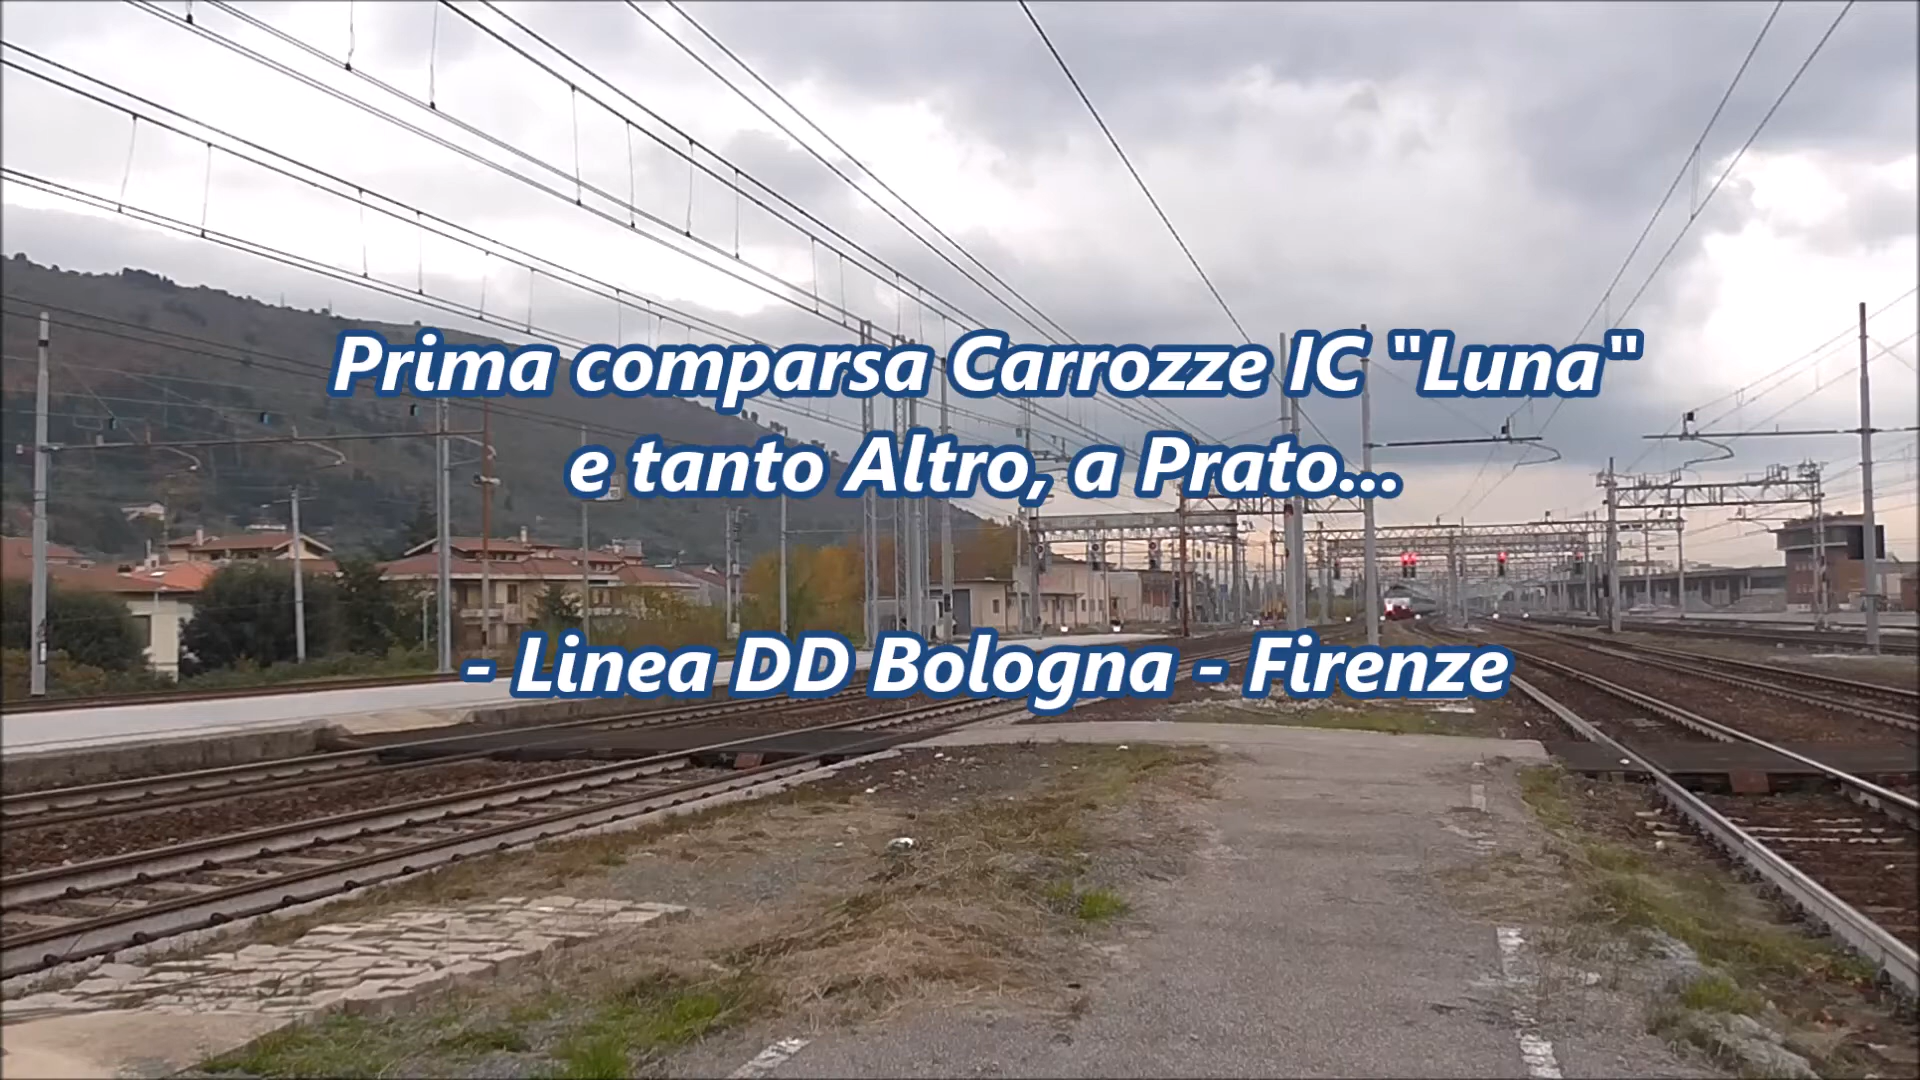 Prima comparsa Carrozze IC "Luna"
e tanto Altro, a Prato...
- Linea DD Bologna - Firenze